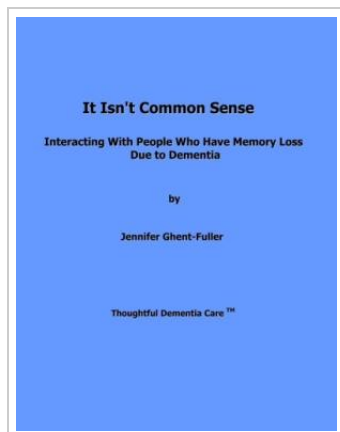 It Isn't Common Sense
Interacting With People Who Have Memory Loss
Due to Dementia
by
Jennifer Ghent-Fuller
Thoughtful Dementia Care ™